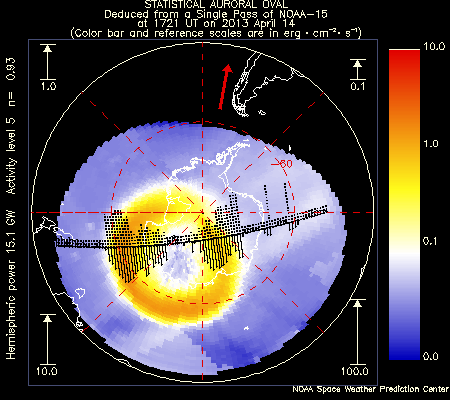 STATISTICAL AURORAL OVAL
Deduced from a Single Pass of NOAA-15
at 1721 UT on 2013 April 14
(Color bar and reference scales are in erg · cm⁻² · s⁻¹)
1.0
0.1
10.0
1.0
0.1
0.0
-60
Hemispheric power 15.1 GW Activity level 5 n= 0.93
10.0
100.0
NOAA Space Weather Prediction Center